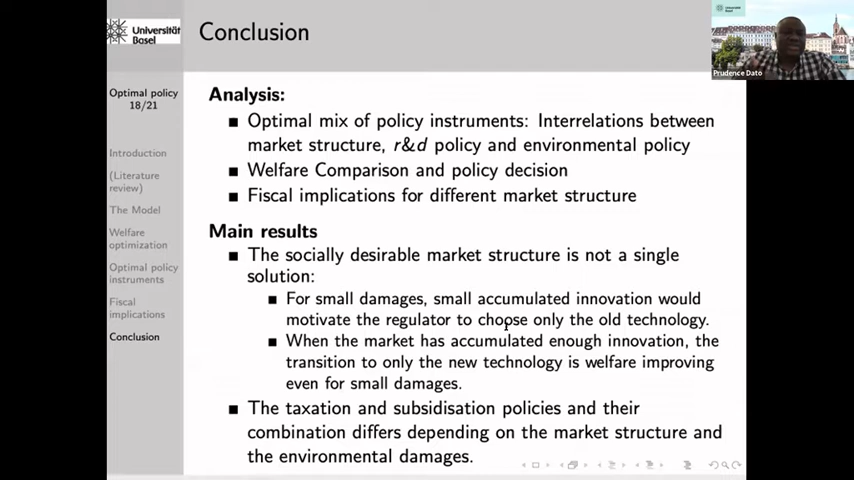 Universität
Basel
Conclusion
Optimal policy
18/21
Introduction
(Literature
review)
The Model
Welfare
optimization
Optimal policy
instruments
Fiscal
implications
Conclusion
Analysis:
Optimal mix of policy instruments: Interrelations between
market structure, r&d policy and environmental policy
Welfare Comparison and policy decision
Fiscal implications for different market structure
Main results
The socially desirable market structure is not a single
solution:
For small damages, small accumulated innovation would
motivate the regulator to choose only the old technology.
When the market has accumulated enough innovation, the
transition to only the new technology is welfare improving
even for small damages.
The taxation and subsidisation policies and their
combination differs depending on the market structure and
the environmental damages.
Universität
Basel
Prudence Dato